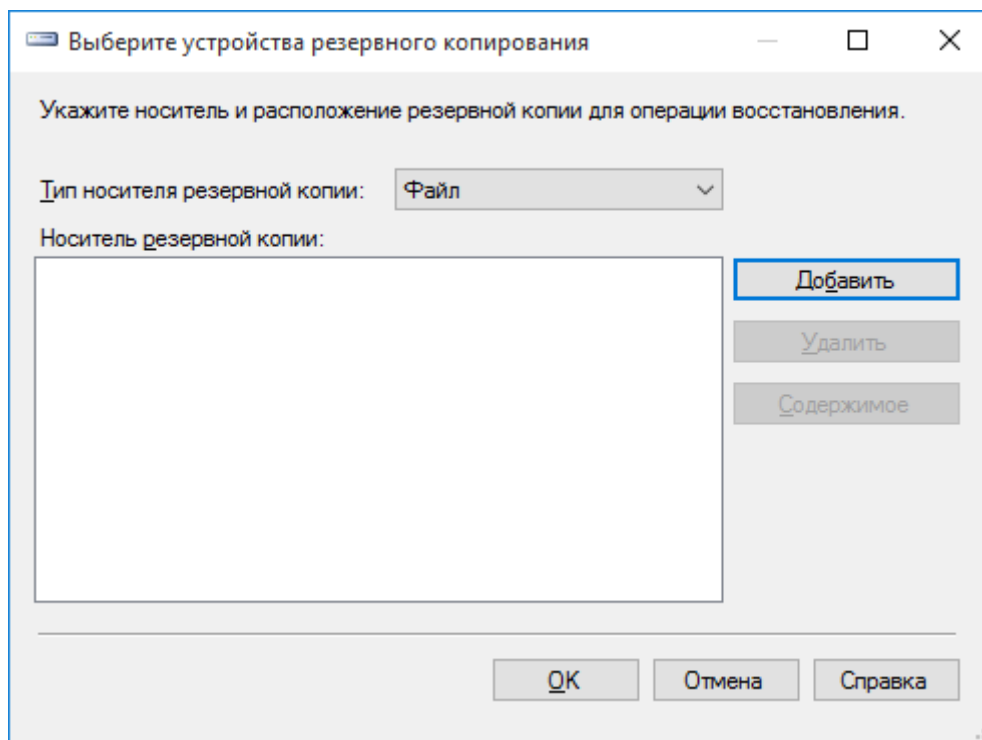 Выберите устройства резервного копирования
Укажите носитель и расположение резервной копии для операции восстановления.
Тип носителя резервной копии: Файл
Носитель резервной копии:
Добавить
Удалить
Содержимое
OK Отмена Справка